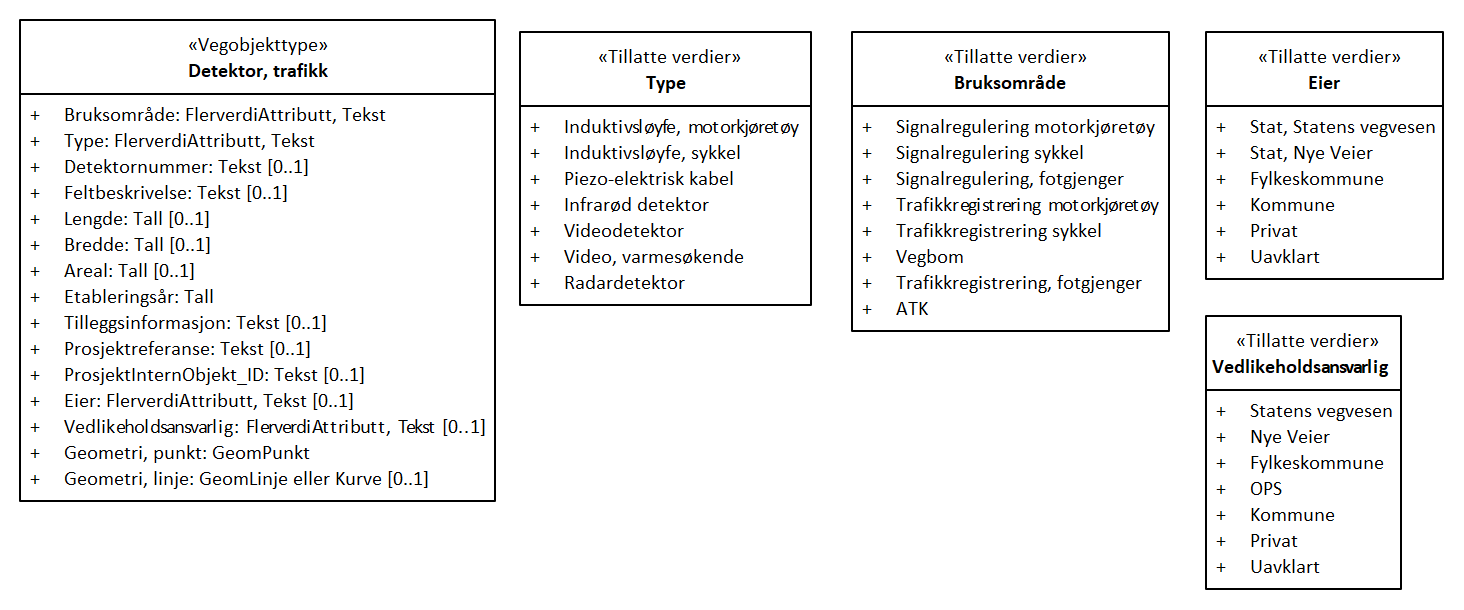 «Vegobjekttype»
Detektor, trafikk
+ Bruksområde: FlerverdiAttributt, Tekst
+ Type: FlerverdiAttributt, Tekst
+ Detektornummer: Tekst [0..1]
+ Feltbeskrivelse: Tekst [0..1]
+ Lengde: Tall [0..1]
+ Bredde: Tall [0..1]
+ Areal: Tall [0..1]
+ Etableringsår: Tall
+ Tilleggsinformasjon: Tekst [0..1]
+ Prosjektreferanse: Tekst [0..1]
+ ProsjektInternObjekt_ID: Tekst [0..1]
+ Eier: FlerverdiAttributt, Tekst [0..1]
+ Vedlikeholdsansvarlig: FlerverdiAttributt, Tekst [0..1]
+ Geometri, punkt: GeomPunkt
+ Geometri, linje: GeomLinje eller Kurve [0..1]
«Tillatte verdier»
Type
+ Induktivsløyfe, motorkjøretøy
+ Induktivsløyfe, sykkel
+ Piezo-elektrisk kabel
+ Infrarød detektor
+ Videodetektor
+ Video, varmesøkende
+ Radardetektor
«Tillatte verdier»
Bruksområde
+ Signalregulering motorkjøretøy
+ Signalregulering sykkel
+ Signalregulering, fotgjenger
+ Trafikkregistrering motorkjøretøy
+ Trafikkregistrering sykkel
+ Vegbom
+ Trafikkregistrering, fotgjenger
+ ATK
«Tillatte verdier»
Eier
+ Stat, Statens vegvesen
+ Stat, Nye Veier
+ Fylkeskommune
+ Kommune
+ Privat
+ Uavklart
«Tillatte verdier»
Vedlikeholdsansvarlig
+ Statens vegvesen
+ Nye Veier
+ Fylkeskommune
+ OPS
+ Kommune
+ Privat
+ Uavklart